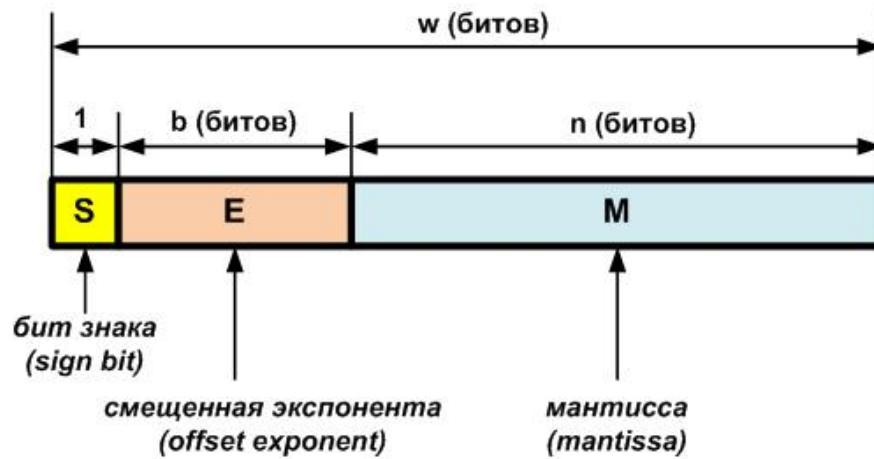 w (битов)
1
b (битов)
n (битов)
S
E
M
бит знака
(sign bit)
смещенная экспонента
(offset exponent)
мантисса
(mantissa)